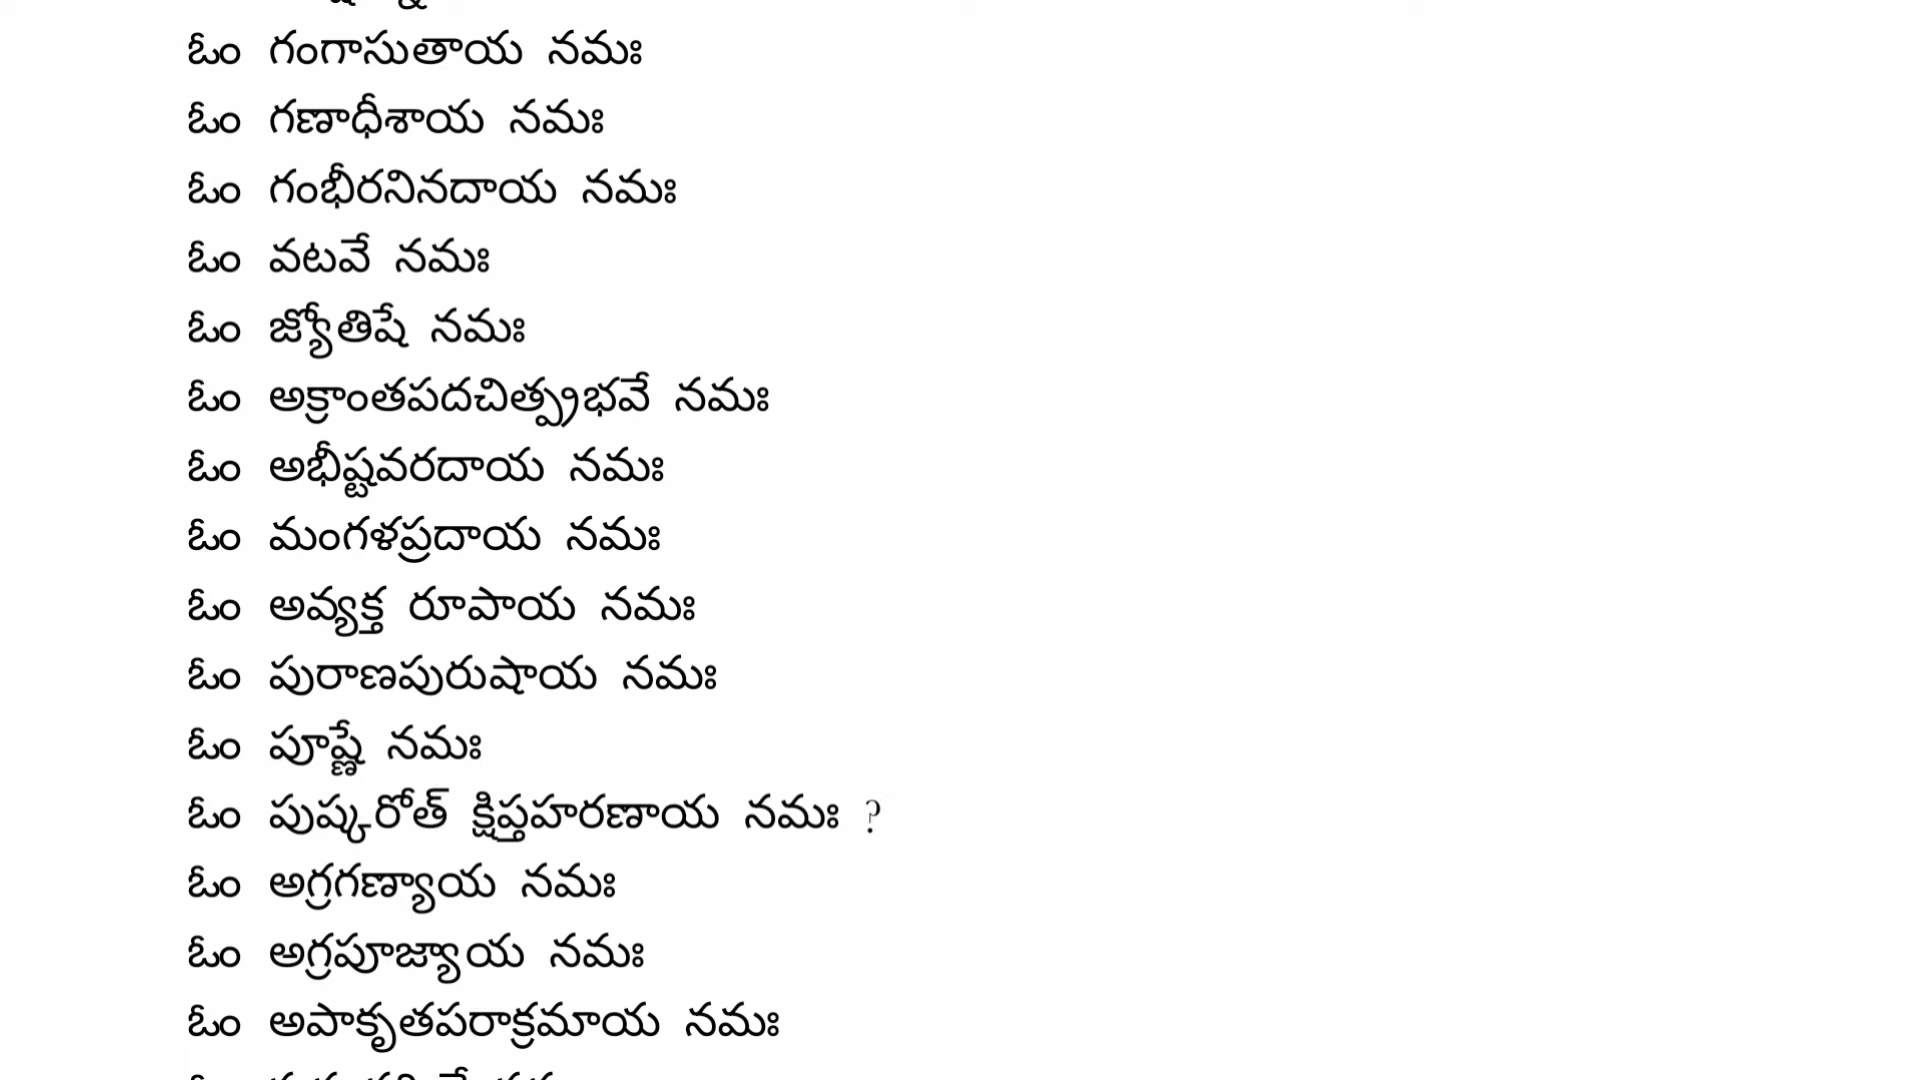 ఓం గంగాసుతాయ నమః
ఓం గణాధీశాయ నమః
ఓం గంభీరనినదాయ నమః
ఓం వటవే నమః
ఓం జ్యోతిషే నమః
ఓం అక్రాంతపదచిత్ప్రభవే నమః
ఓం అభీష్టవరదాయ నమః
ఓం మంగళప్రదాయ నమః
ఓం అవ్యక్త రూపాయ నమః
ఓం పురాణపురుషాయ నమః
ఓం పూష్ణే నమః
ఓం పుష్కరోత్ క్షిప్తహరణాయ నమః ?
ఓం అగ్రగణ్యాయ నమః
ఓం అగ్రపూజ్యాయ నమః
ఓం అపాకృతపరాక్రమాయ నమః